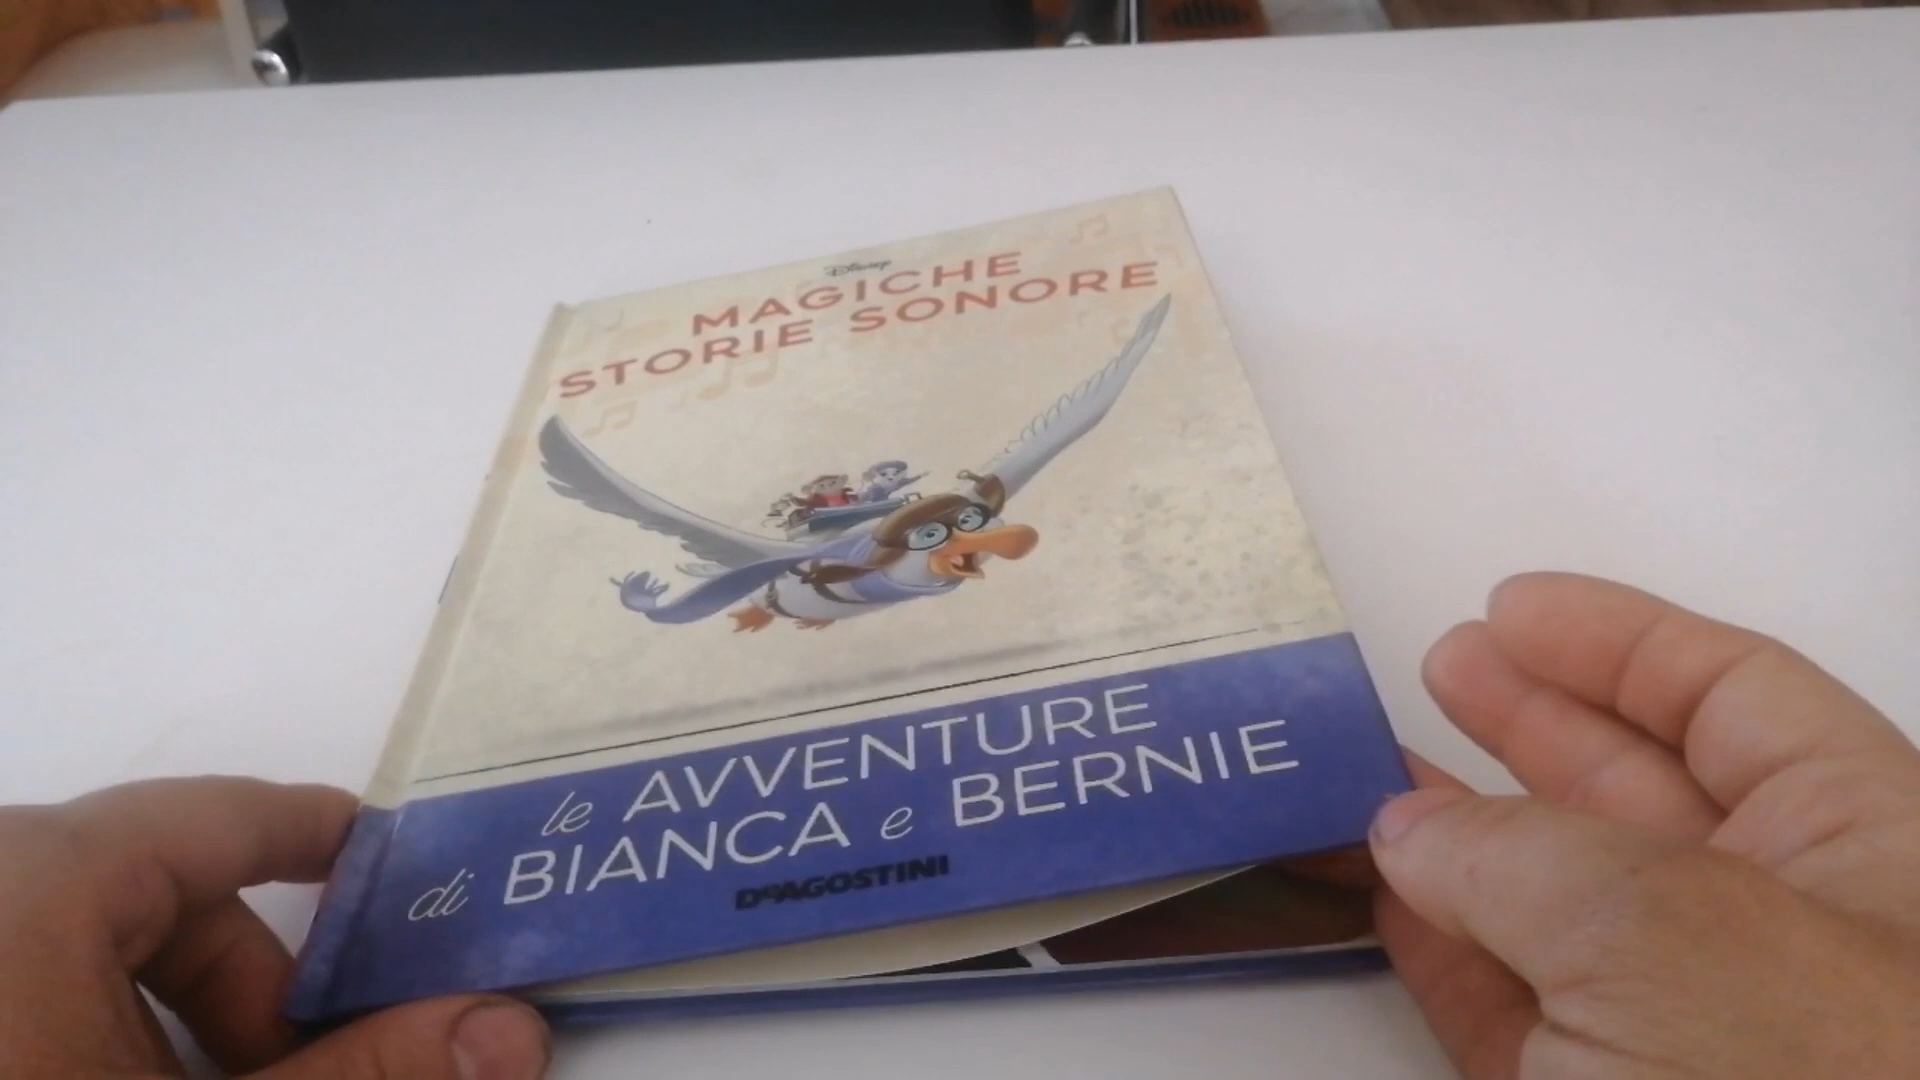 Disney
MAGICHE
STORIE SONORE
le AVVENTURE
di BIANCA e BERNIE
DeAGOSTINI